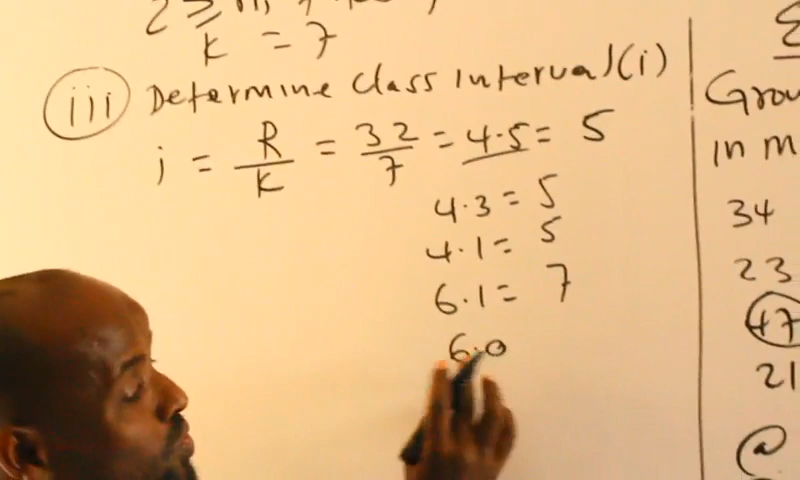 K = 7
iii Determine class interval (i)
i = R/K = 32/7 = 4.5 = 5
4.3 = 5
4.1 = 5
6.1 = 7
6.0
Grou
in m
34
23
47
21
@